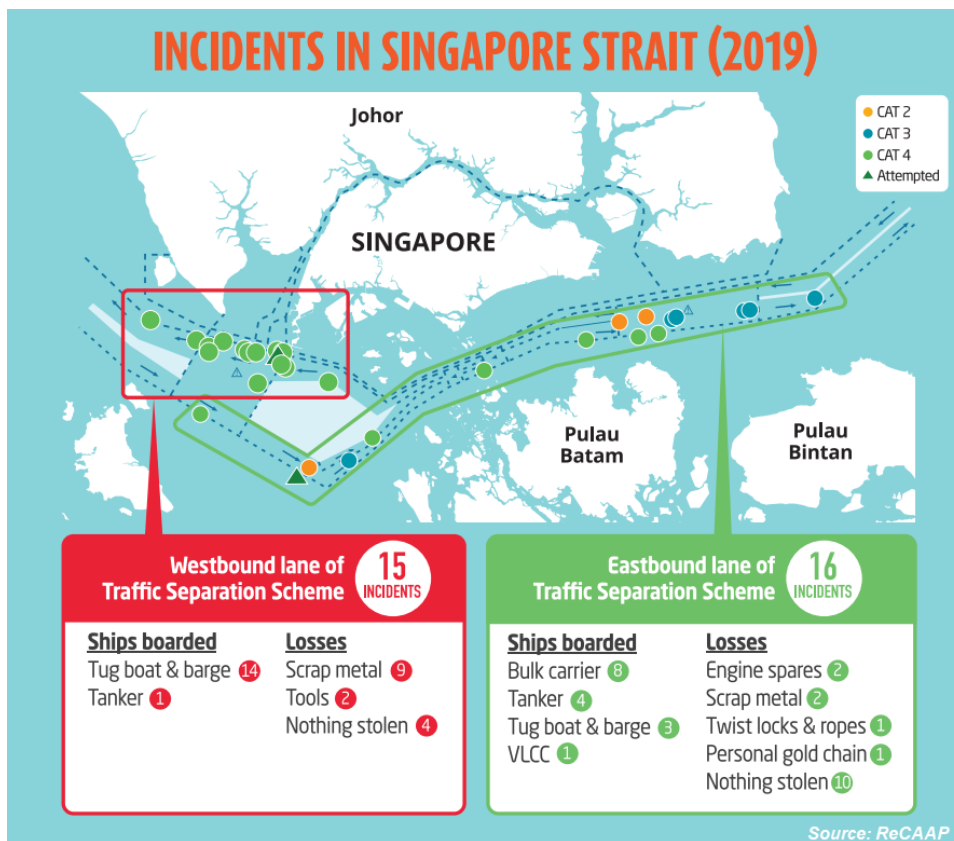 INCIDENTS IN SINGAPORE STRAIT (2019)
Johor
CAT 2
CAT 3
CAT 4
Attempted
SINGAPORE
Pulau
Batam
Pulau
Bintan
Westbound lane of
Traffic Separation Scheme
15
INCIDENTS
Ships boarded
Tug boat & barge 14
Tanker 1
Losses
Scrap metal 9
Tools 2
Nothing stolen 4
Eastbound lane of
Traffic Separation Scheme
16
INCIDENTS
Ships boarded
Bulk carrier 8
Tanker 4
Tug boat & barge 3
VLCC 1
Losses
Engine spares 2
Scrap metal 2
Twist locks & ropes 1
Personal gold chain 1
Nothing stolen 10
Source: ReCAAP